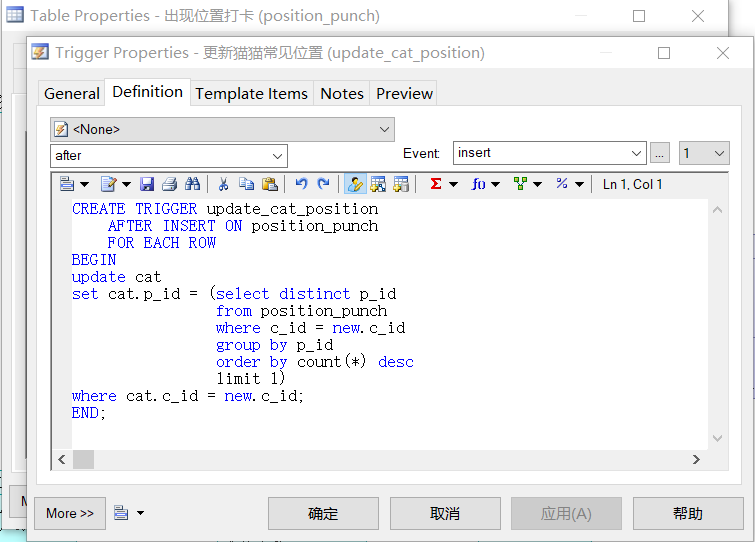 Table Properties - 出现位置打卡 (position_punch)
Trigger Properties - 更新猫猫常见位置 (update_cat_position)
General Definition Template Items Notes Preview
<None>
after Event: insert ... 1
Σ f() % Ln 1, Col 1
CREATE TRIGGER update_cat_position
AFTER INSERT ON position_punch
FOR EACH ROW
BEGIN
update cat
set cat.p_id = (select distinct p_id
from position_punch
where c_id = new.c_id
group by p_id
order by count(*) desc
limit 1)
where cat.c_id = new.c_id;
END;
More >> 确定 取消 应用(A) 帮助